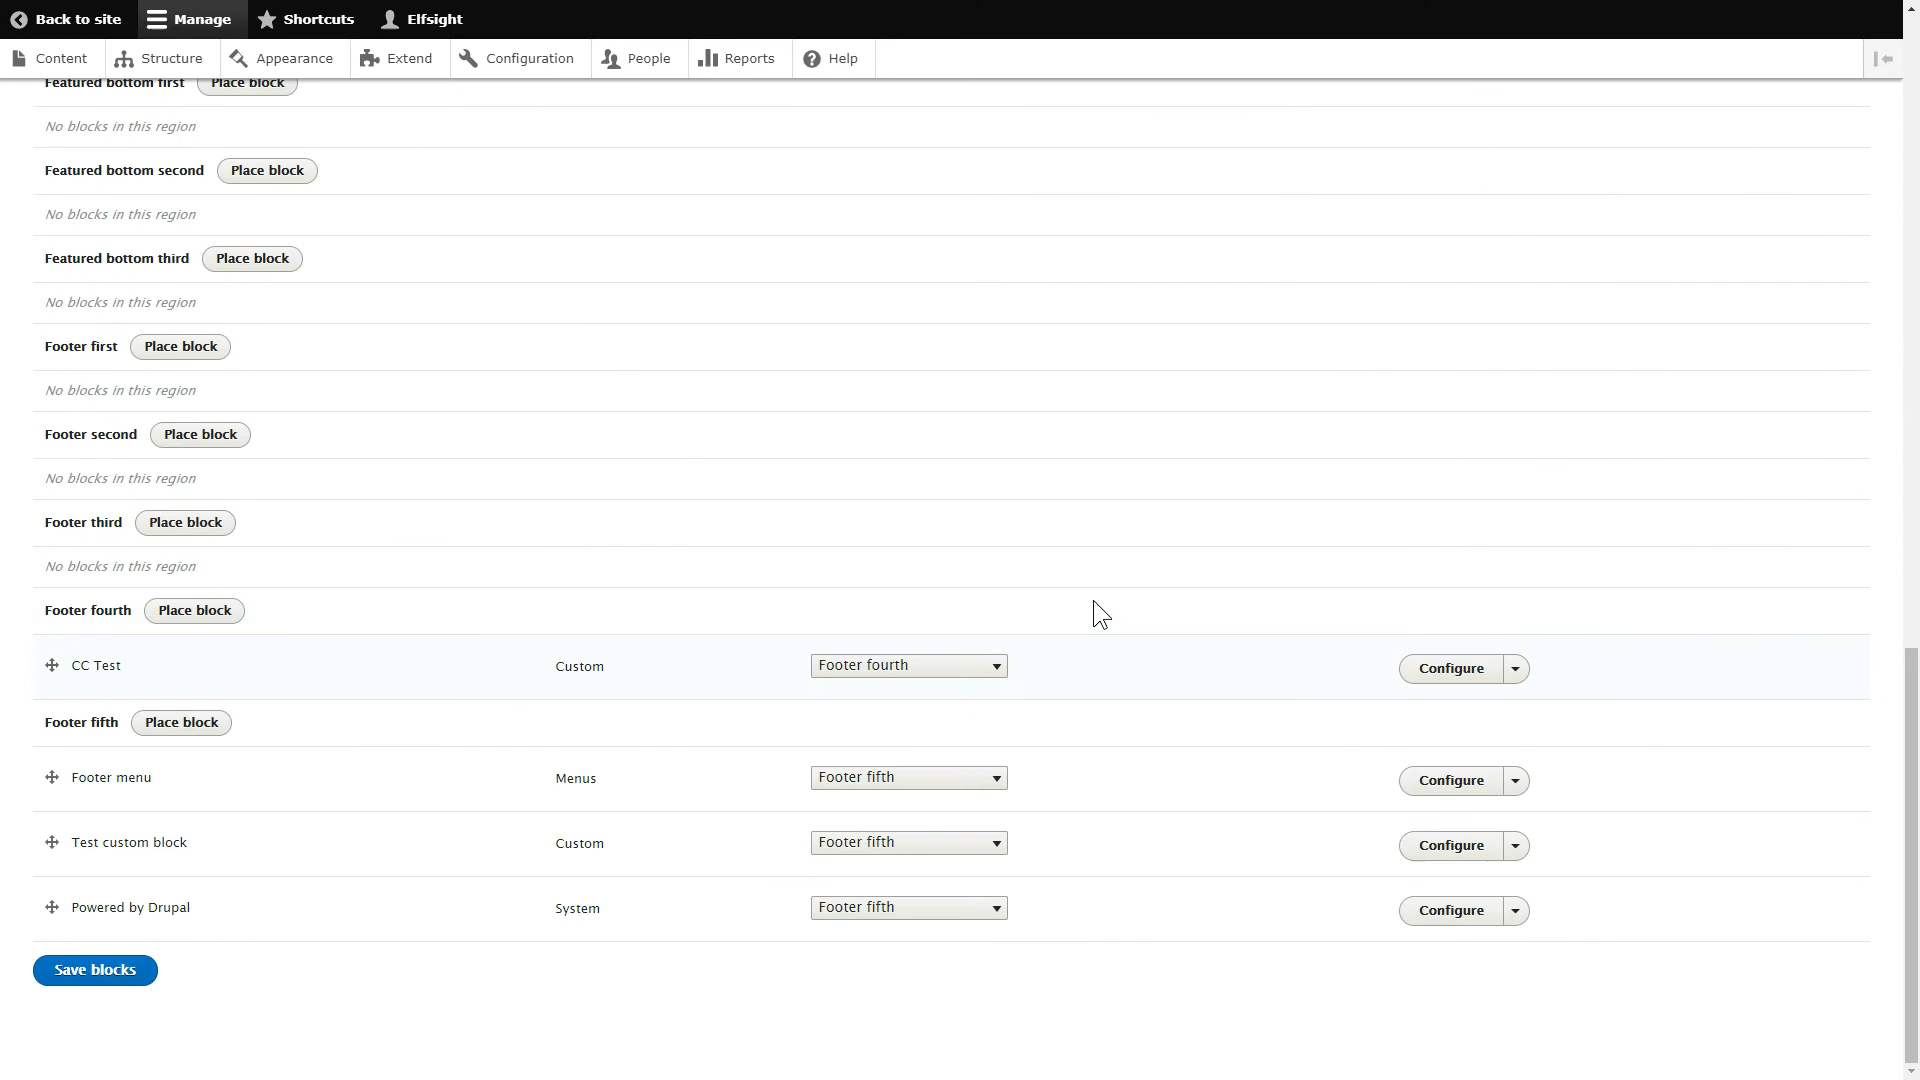 Back to site Manage Shortcuts Elfsight
Content Structure Appearance Extend Configuration People Reports Help
Featured bottom first Place block
No blocks in this region
Featured bottom second Place block
No blocks in this region
Featured bottom third Place block
No blocks in this region
Footer first Place block
No blocks in this region
Footer second Place block
No blocks in this region
Footer third Place block
No blocks in this region
Footer fourth Place block
CC Test Custom Footer fourth Configure
Footer fifth Place block
Footer menu Menus Footer fifth Configure
Test custom block Custom Footer fifth Configure
Powered by Drupal System Footer fifth Configure
Save blocks